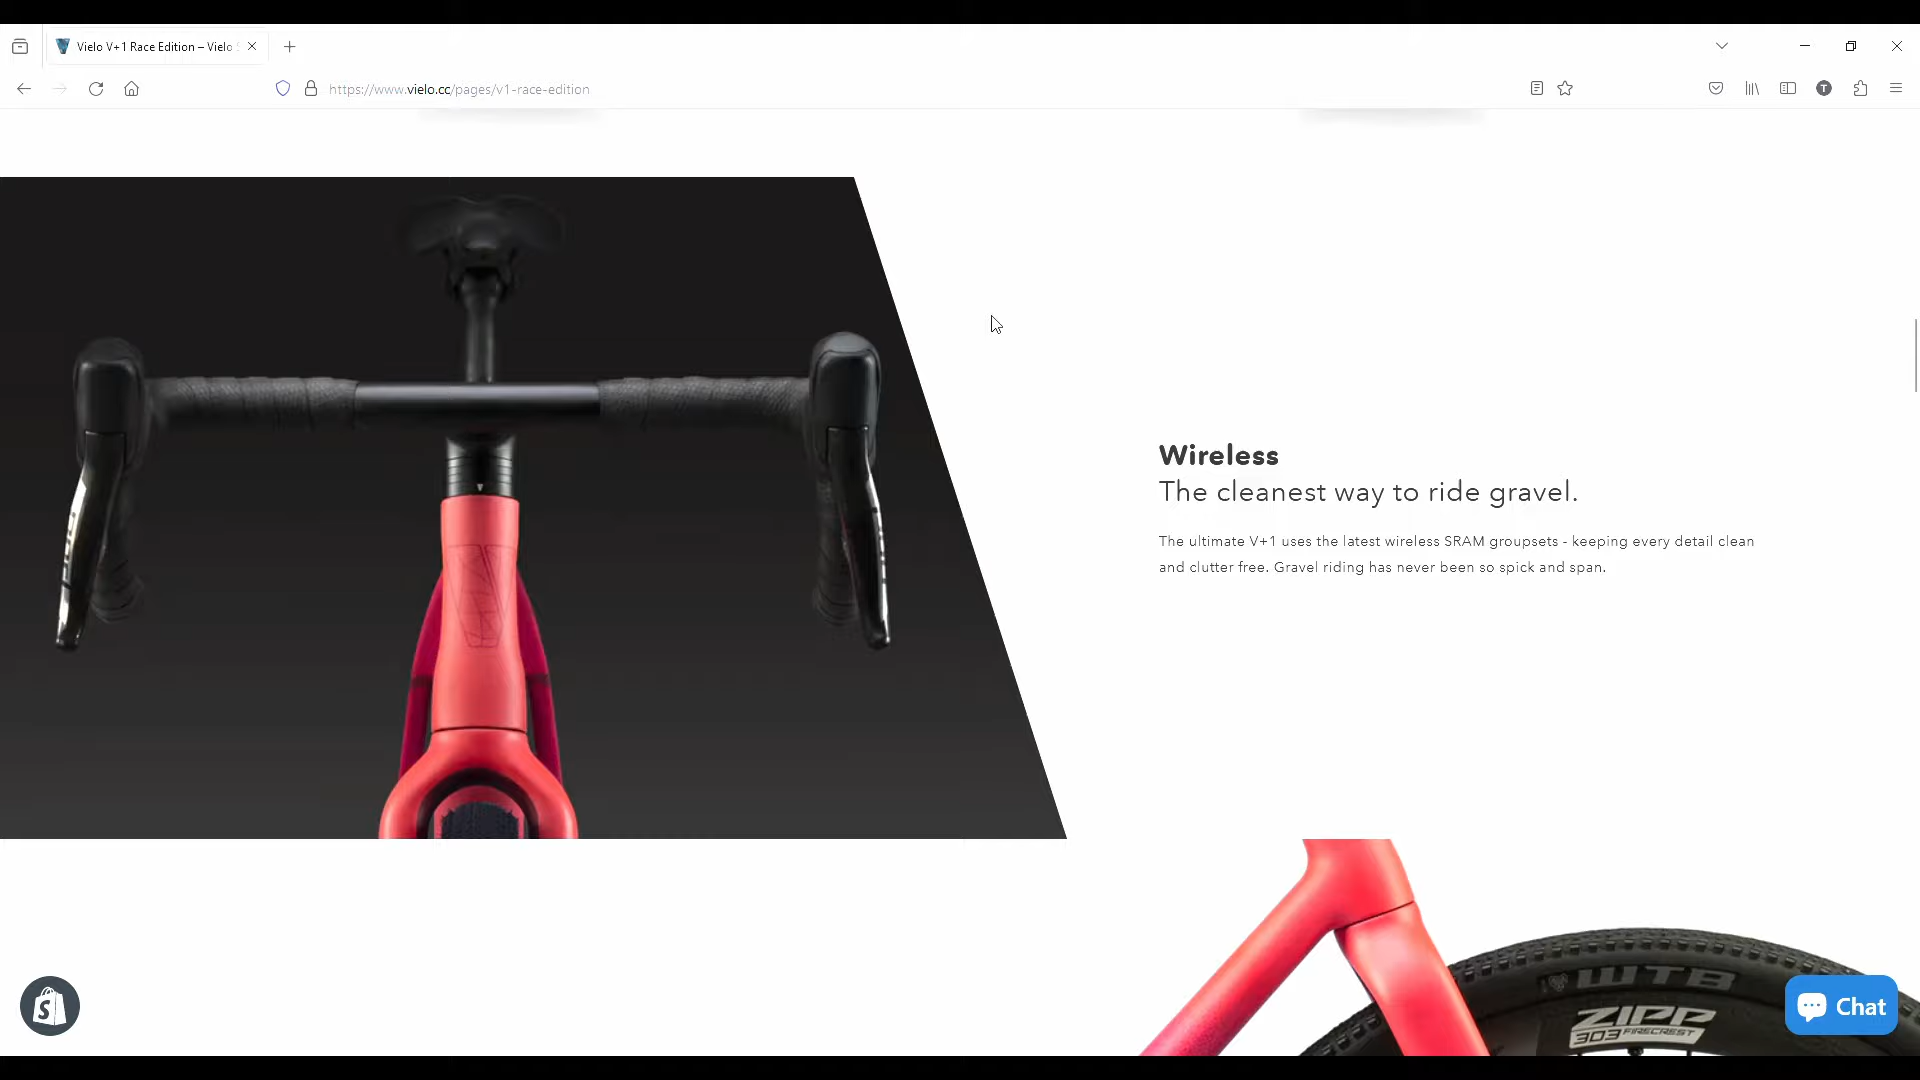 Vielo V+1 Race Edition – Vielo
https://www.vielo.cc/pages/v1-race-edition
T
Wireless
The cleanest way to ride gravel.
The ultimate V+1 uses the latest wireless SRAM groupsets - keeping every detail clean
and clutter free. Gravel riding has never been so spick and span.
WTB
ZIPP
303 FIRECREST
Chat